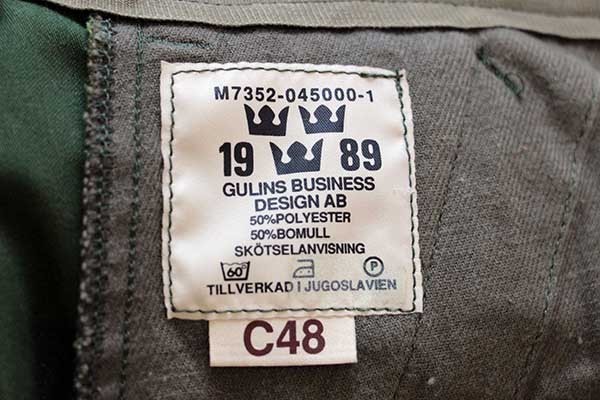 M7352-045000-1
19 89
GULINS BUSINESS
DESIGN AB
50%POLYESTER
50%BOMULL
SKÖTSELANVISNING
60° P
TILLVERKAD I JUGOSLAVIEN
C48